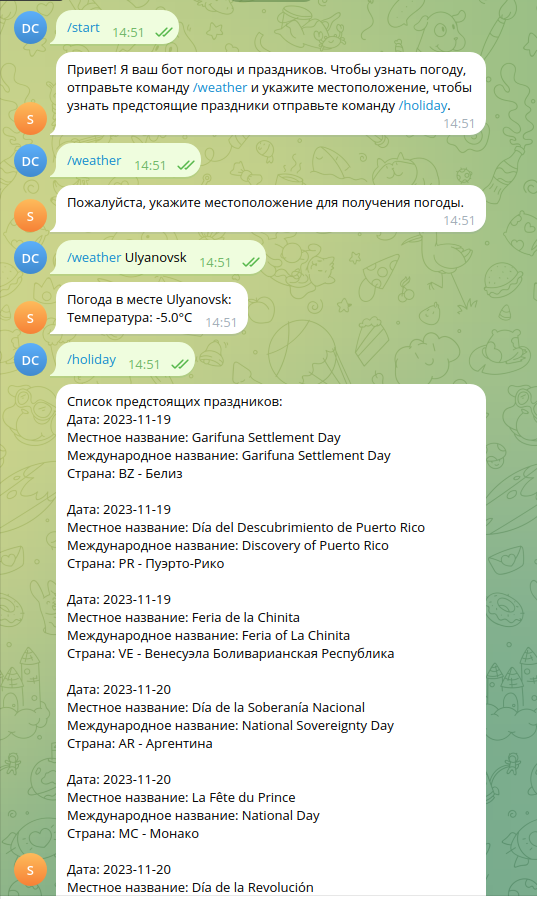 DC
/start 14:51
Привет! Я ваш бот погоды и праздников. Чтобы узнать погоду,
отправьте команду /weather и укажите местоположение, чтобы
узнать предстоящие праздники отправьте команду /holiday.
14:51
S
DC
/weather 14:51
Пожалуйста, укажите местоположение для получения погоды.
14:51
S
DC
/weather Ulyanovsk 14:51
Погода в месте Ulyanovsk:
Температура: -5.0°C 14:51
S
DC
/holiday 14:51
Список предстоящих праздников:
Дата: 2023-11-19
Местное название: Garifuna Settlement Day
Международное название: Garifuna Settlement Day
Страна: BZ - Белиз
Дата: 2023-11-19
Местное название: Día del Descubrimiento de Puerto Rico
Международное название: Discovery of Puerto Rico
Страна: PR - Пуэрто-Рико
Дата: 2023-11-19
Местное название: Feria de la Chinita
Международное название: Feria of La Chinita
Страна: VE - Венесуэла Боливарианская Республика
Дата: 2023-11-20
Местное название: Día de la Soberanía Nacional
Международное название: National Sovereignty Day
Страна: AR - Аргентина
Дата: 2023-11-20
Местное название: La Fête du Prince
Международное название: National Day
Страна: MC - Монако
Дата: 2023-11-20
Местное название: Día de la Revolución
S